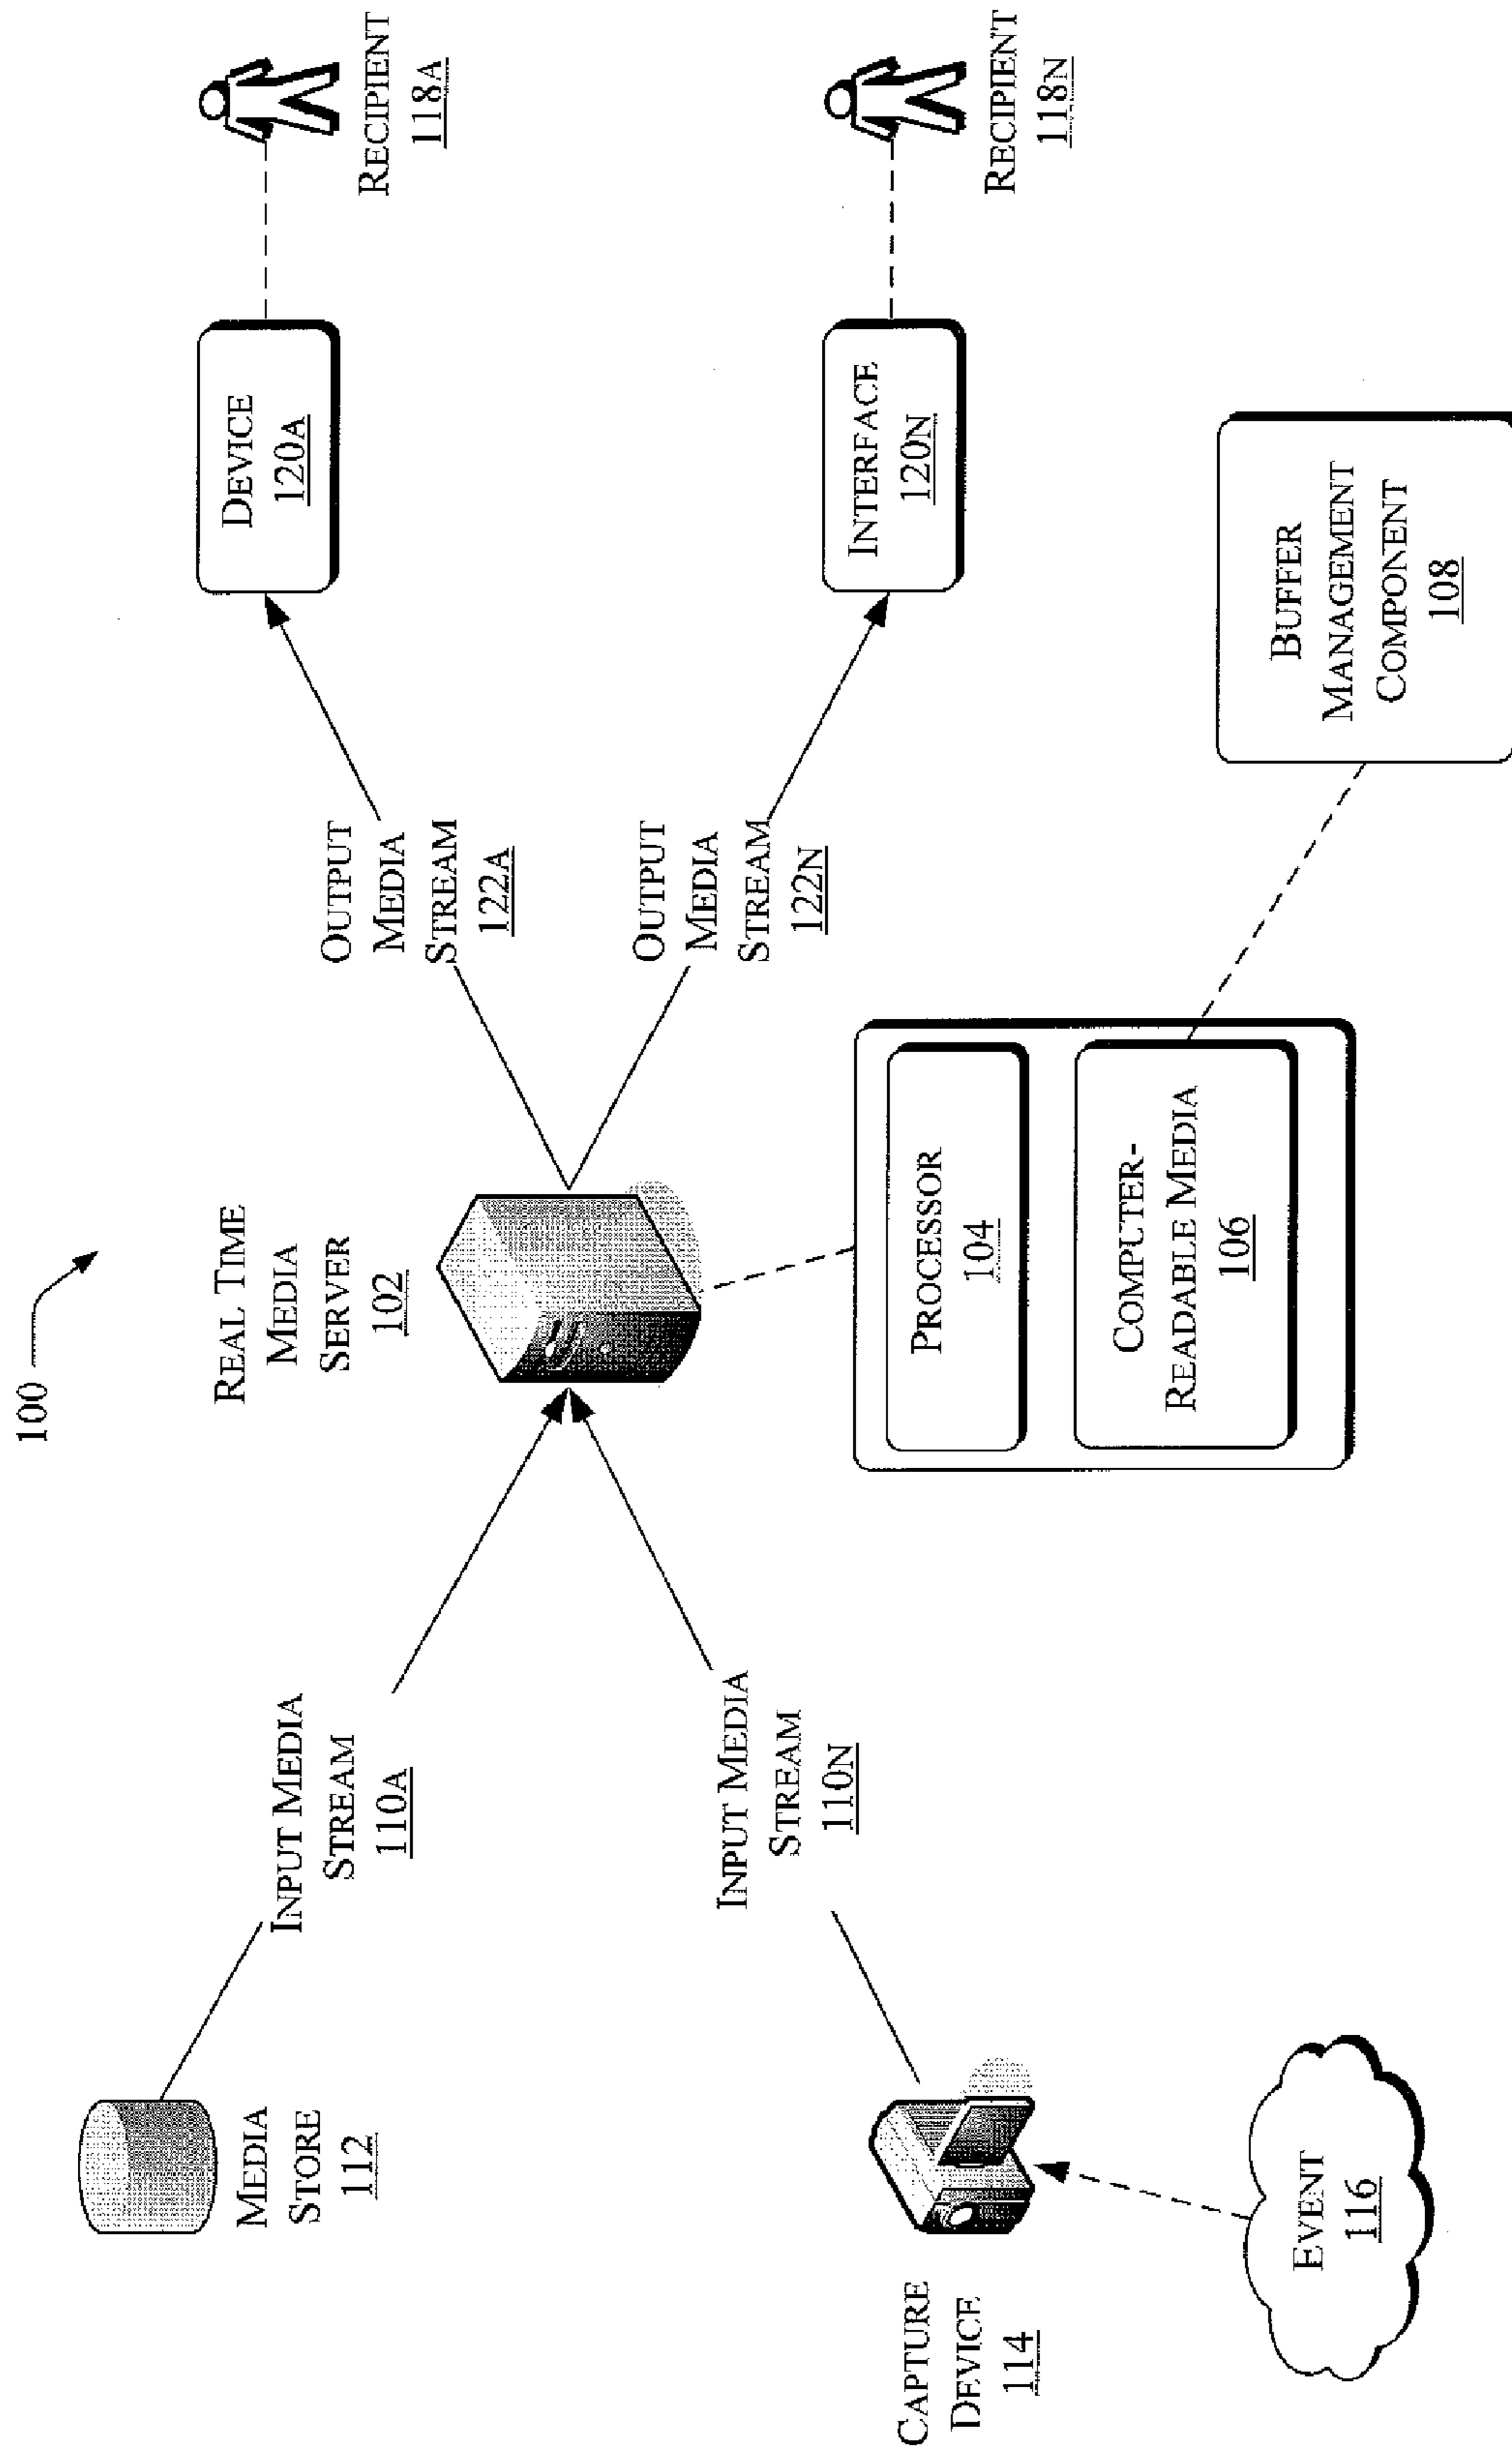 100
REAL TIME
MEDIA
SERVER
102
MEDIA
STORE
112
INPUT MEDIA
STREAM
110A
OUTPUT
MEDIA
STREAM
122A
DEVICE
120A
RECIPIENT
118A
CAPTURE
DEVICE
114
INPUT MEDIA
STREAM
110N
OUTPUT
MEDIA
STREAM
122N
INTERFACE
120N
RECIPIENT
118N
PROCESSOR
104
COMPUTER-
READABLE MEDIA
106
EVENT
116
BUFFER
MANAGEMENT
COMPONENT
108